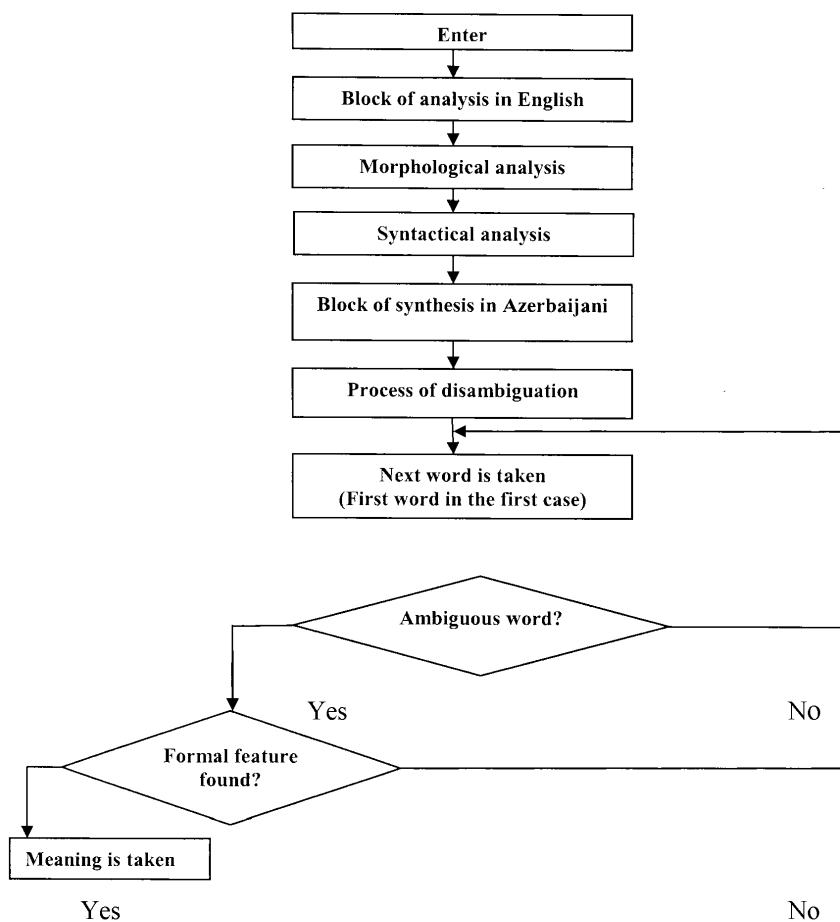 Enter
Block of analysis in English
Morphological analysis
Syntactical analysis
Block of synthesis in Azerbaijani
Process of disambiguation
Next word is taken
(First word in the first case)
Ambiguous word?
Yes
No
Formal feature
found?
Meaning is taken
Yes
No